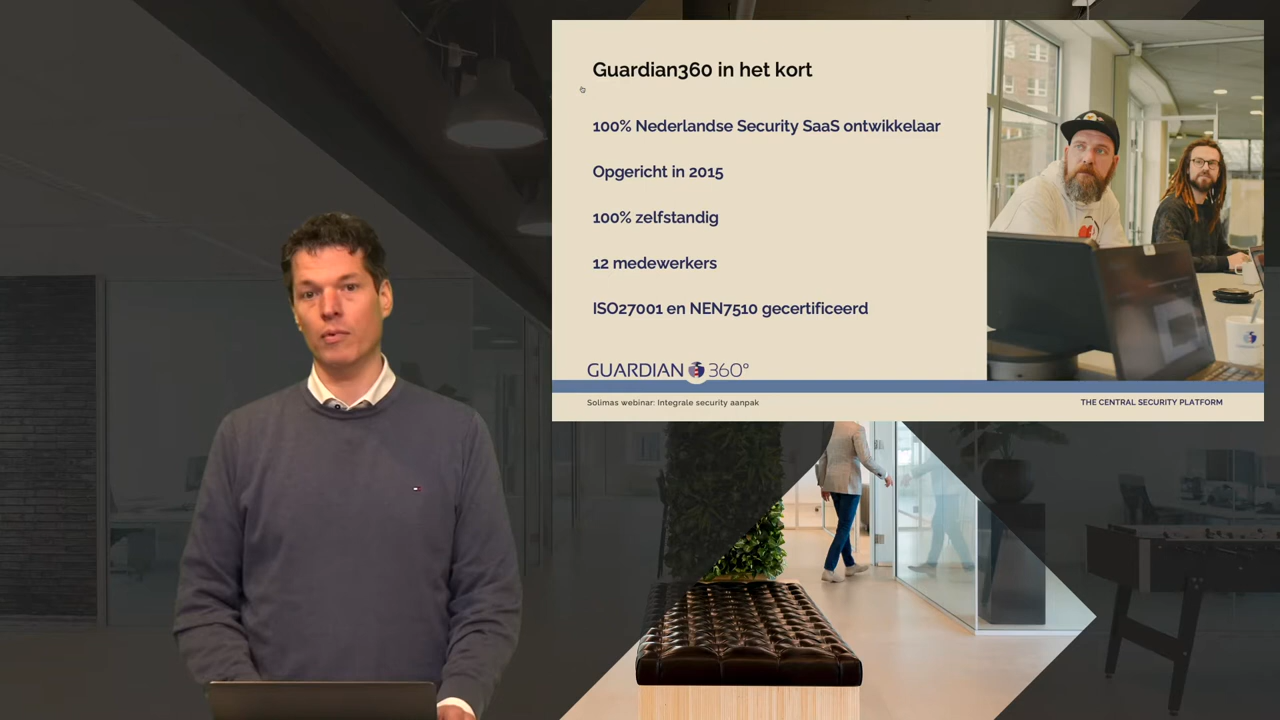 Guardian360 in het kort
100% Nederlandse Security SaaS ontwikkelaar
Opgericht in 2015
100% zelfstandig
12 medewerkers
ISO27001 en NEN7510 gecertificeerd
GUARDIAN 360°
Solimas webinar: Integrale security aanpak
THE CENTRAL SECURITY PLATFORM